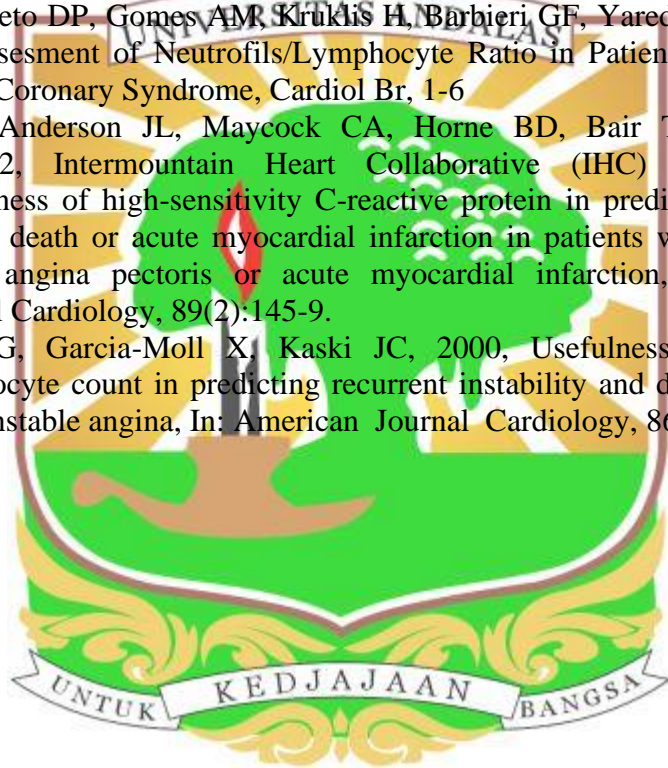 eto DP, Gomes AM, Kruklis H, Barbieri GF, Yared
UNIVERSITAS ANDALAS
sesment of Neutrofils/Lymphocyte Ratio in Patien
Coronary Syndrome, Cardiol Br, 1-6
Anderson JL, Maycock CA, Horne BD, Bair T
2, Intermountain Heart Collaborative (IHC)
ness of high-sensitivity C-reactive protein in predi
death or acute myocardial infarction in patients w
angina pectoris or acute myocardial infarction,
l Cardiology, 89(2):145-9.
G, Garcia-Moll X, Kaski JC, 2000, Usefulness
ocyte count in predicting recurrent instability and d
nstable angina, In: American Journal Cardiology, 86
UNTUK KEDJAJAAN BANGSA